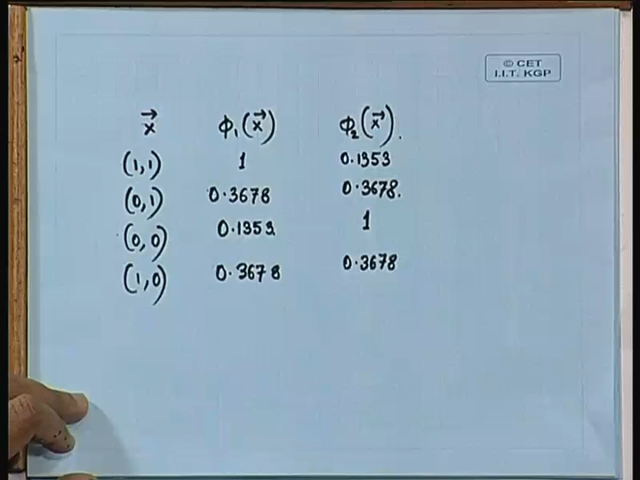 © CET
I.I.T. KGP
x⃗ φ₁(x⃗) φ₂(x⃗).
(1,1) 1 0.1353
(0,1) 0.3678 0.3678.
(0,0) 0.1353 1
(1,0) 0.3678 0.3678